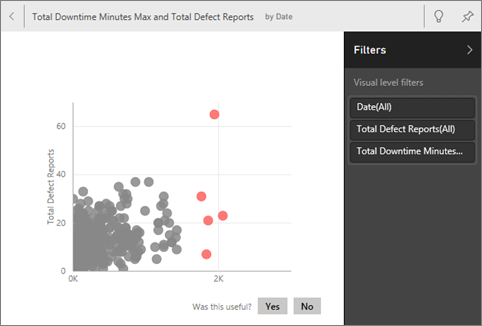 Total Downtime Minutes Max and Total Defect Reports by Date
Filters
Visual level filters
Date(All)
Total Defect Reports(All)
Total Downtime Minutes...
Total Defect Reports
60
40
20
0
0K
2K
Was this useful?
Yes
No